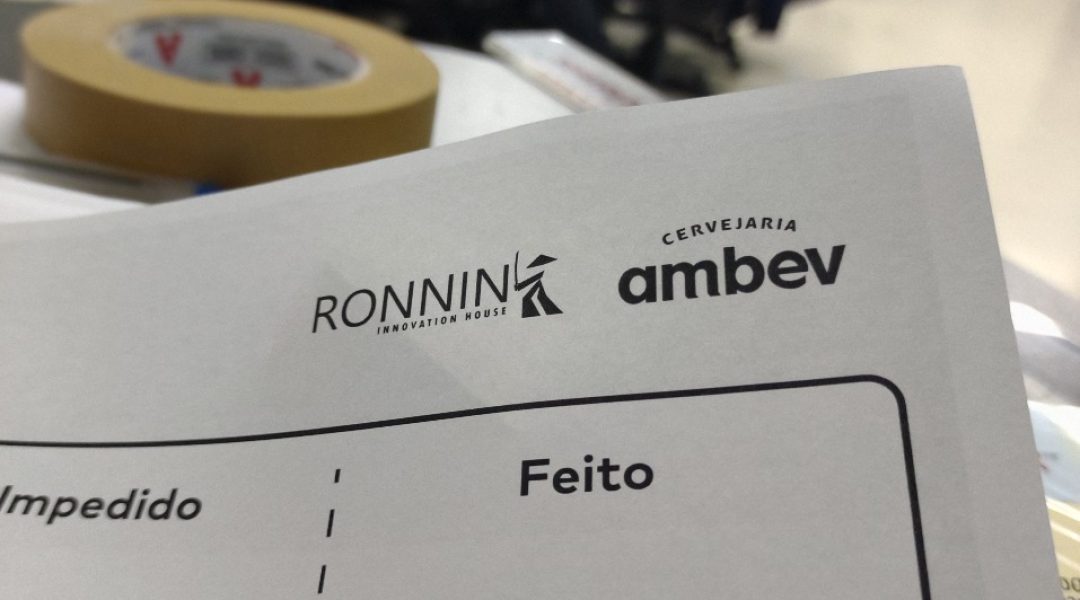 RONNIN
INNOVATION HOUSE
CERVEJARIA
ambev
Impedido
Feito